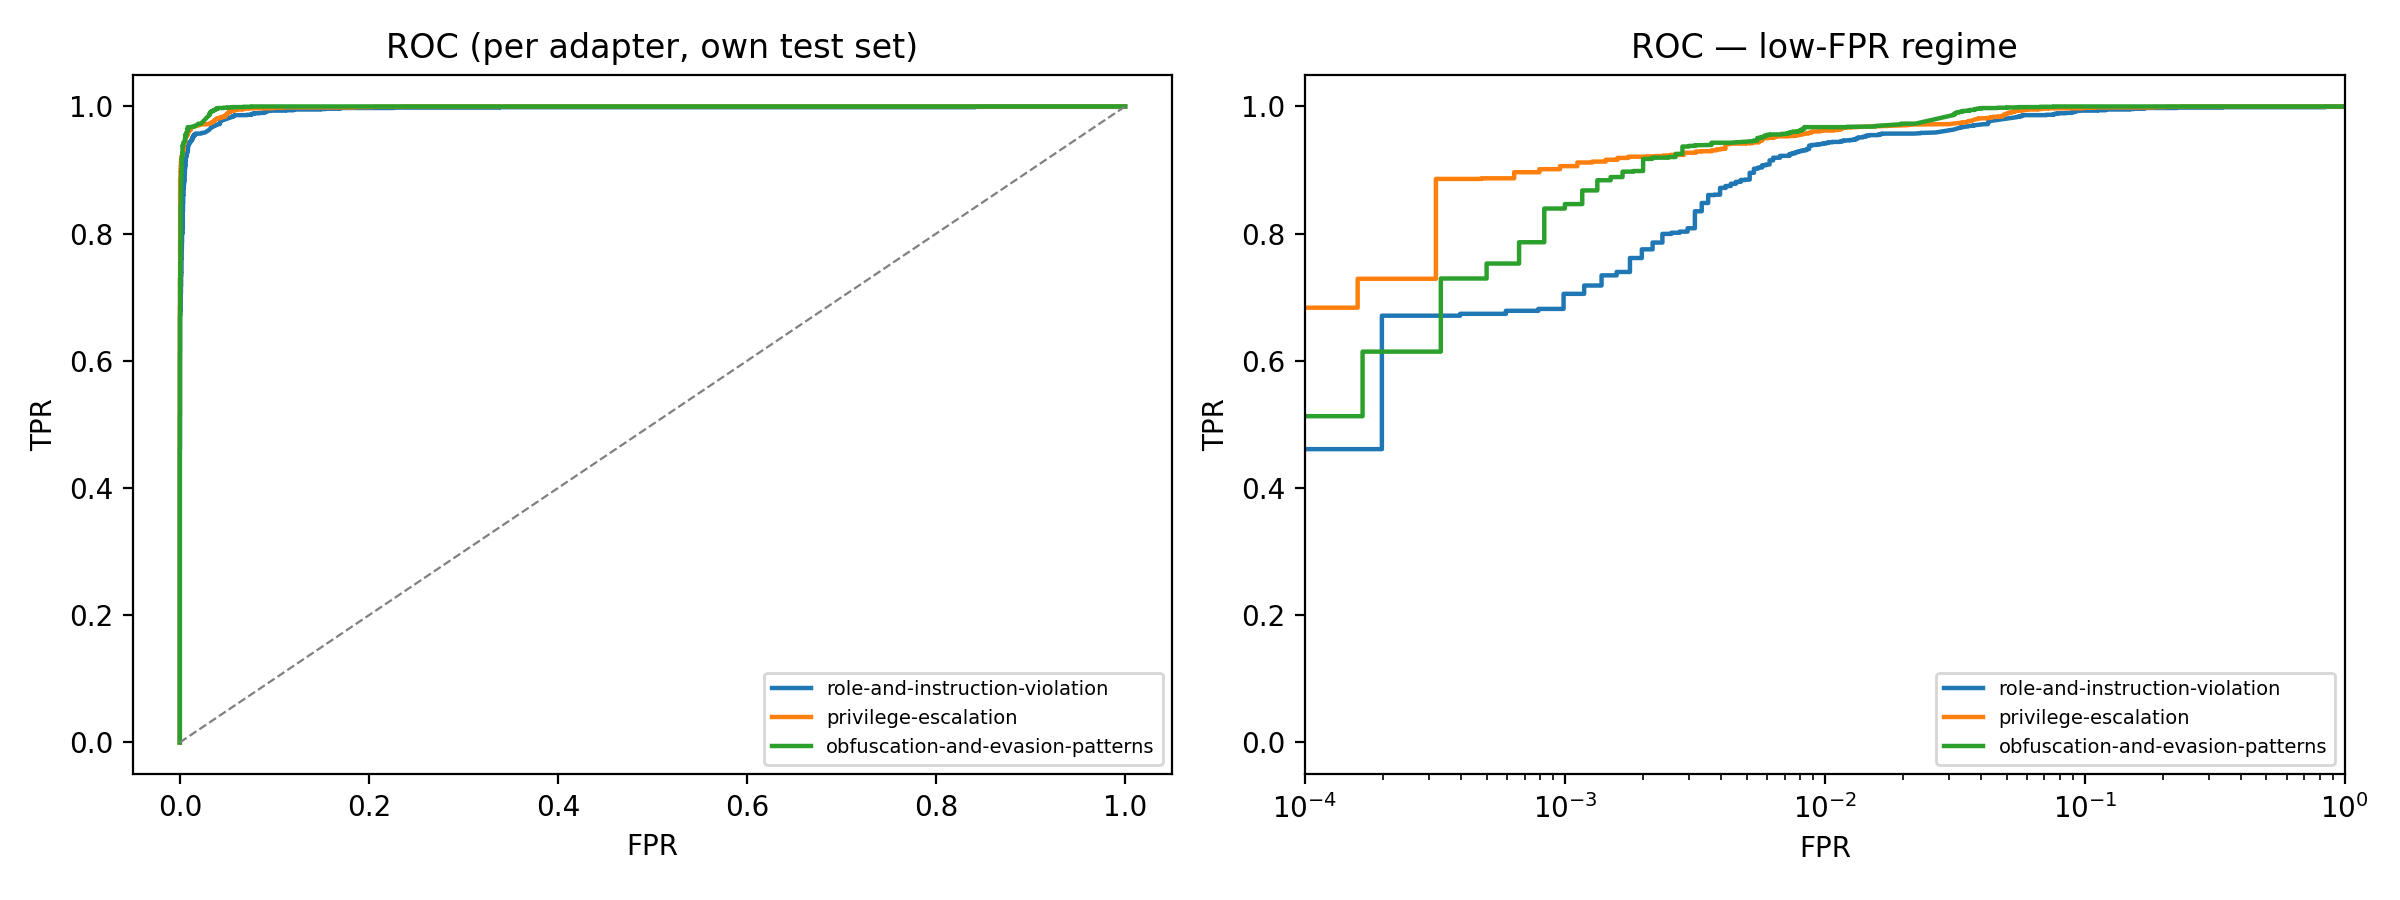 ROC (per adapter, own test set)
TPR
1.0
0.8
0.6
0.4
0.2
0.0
0.0 0.2 0.4 0.6 0.8 1.0
FPR
role-and-instruction-violation
privilege-escalation
obfuscation-and-evasion-patterns
ROC — low-FPR regime
TPR
1.0
0.8
0.6
0.4
0.2
0.0
10⁻⁴ 10⁻³ 10⁻² 10⁻¹ 10⁰
FPR
role-and-instruction-violation
privilege-escalation
obfuscation-and-evasion-patterns